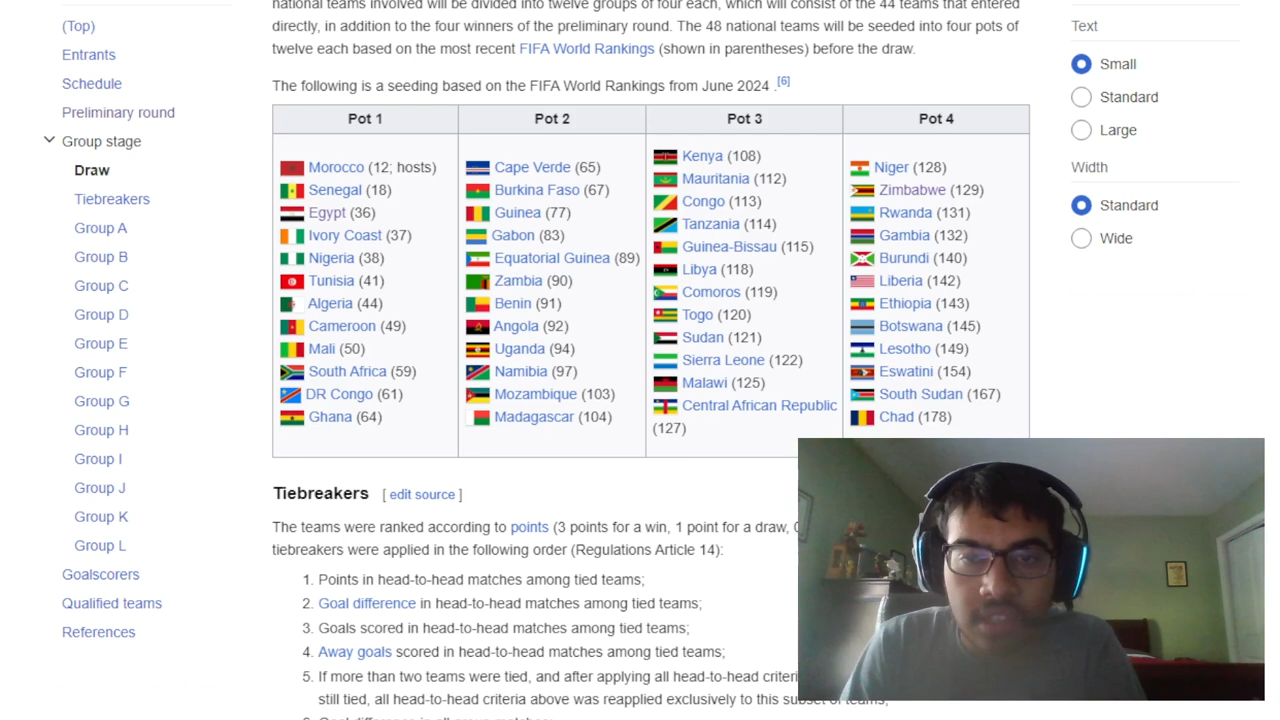 national teams involved will be divided into twelve groups of four each, which will consist of the 44 teams that entered
directly, in addition to the four winners of the preliminary round. The 48 national teams will be seeded into four pots of
twelve each based on the most recent FIFA World Rankings (shown in parentheses) before the draw.
The following is a seeding based on the FIFA World Rankings from June 2024 .[6]
(Top)
Entrants
Schedule
Preliminary round
Group stage
Draw
Tiebreakers
Group A
Group B
Group C
Group D
Group E
Group F
Group G
Group H
Group I
Group J
Group K
Group L
Goalscorers
Qualified teams
References
Pot 1
Morocco (12; hosts)
Senegal (18)
Egypt (36)
Ivory Coast (37)
Nigeria (38)
Tunisia (41)
Algeria (44)
Cameroon (49)
Mali (50)
South Africa (59)
DR Congo (61)
Ghana (64)
Pot 2
Cape Verde (65)
Burkina Faso (67)
Guinea (77)
Gabon (83)
Equatorial Guinea (89)
Zambia (90)
Benin (91)
Angola (92)
Uganda (94)
Namibia (97)
Mozambique (103)
Madagascar (104)
Pot 3
Kenya (108)
Mauritania (112)
Congo (113)
Tanzania (114)
Guinea-Bissau (115)
Libya (118)
Comoros (119)
Togo (120)
Sudan (121)
Sierra Leone (122)
Malawi (125)
Central African Republic
(127)
Pot 4
Niger (128)
Zimbabwe (129)
Rwanda (131)
Gambia (132)
Burundi (140)
Liberia (142)
Ethiopia (143)
Botswana (145)
Lesotho (149)
Eswatini (154)
South Sudan (167)
Chad (178)
Tiebreakers [ edit source ]
The teams were ranked according to points (3 points for a win, 1 point for a draw,
tiebreakers were applied in the following order (Regulations Article 14):
1. Points in head-to-head matches among tied teams;
2. Goal difference in head-to-head matches among tied teams;
3. Goals scored in head-to-head matches among tied teams;
4. Away goals scored in head-to-head matches among tied teams;
5. If more than two teams were tied, and after applying all head-to-head criteri
still tied, all head-to-head criteria above was reapplied exclusively to this subset of teams;
6. Goal difference in all group matches;
Text
Small
Standard
Large
Width
Standard
Wide